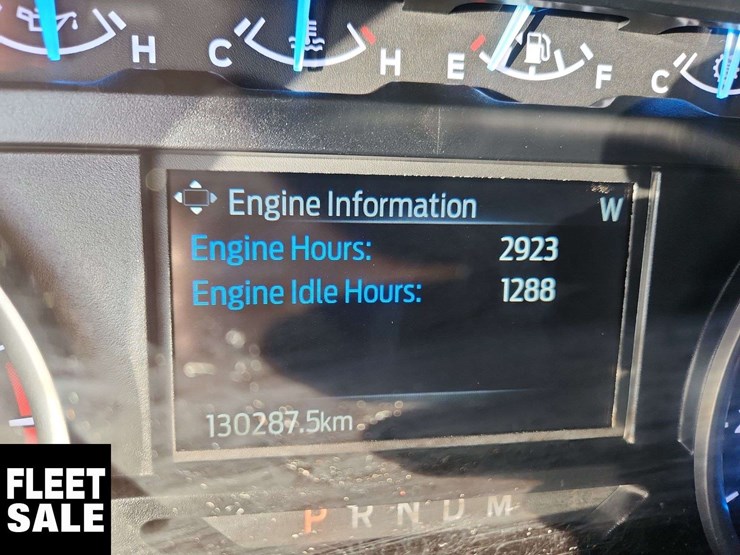 H C H E F C
Engine Information W
Engine Hours: 2923
Engine Idle Hours: 1288
130287.5km
P R N D M
FLEET
SALE